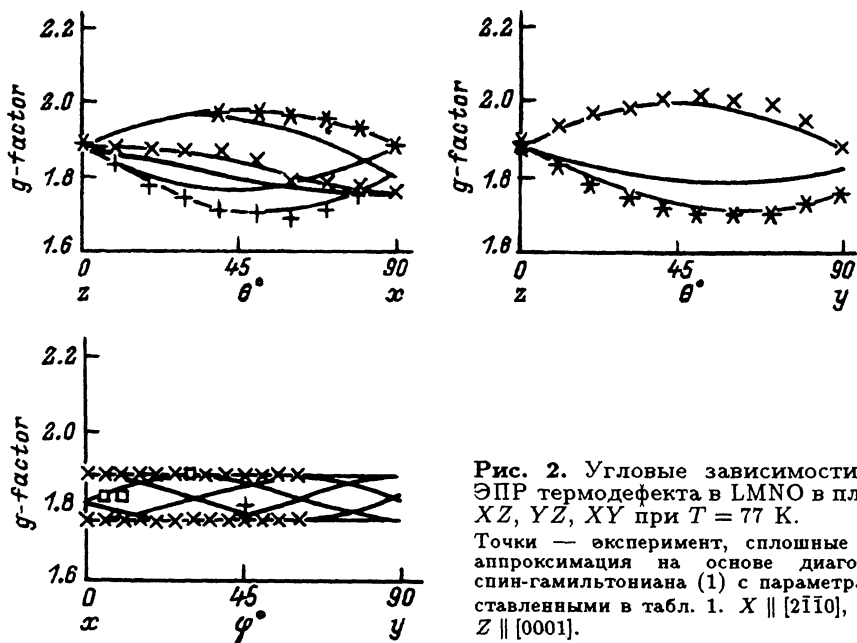 2.2
2.0
1.8
1.6
g-factor
0 45 90
z θ° x
2.2
2.0
1.8
1.6
g-factor
0 45 90
z θ° y
2.2
2.0
1.8
1.6
g-factor
0 45 90
x φ° y
Рис. 2. Угловые зависимости
ЭПР термодефекта в LMNO в пл
XZ, YZ, XY при T = 77 K.
Точки — эксперимент, сплошные
аппроксимация на основе диаго
спин-гамильтониана (1) с параметра
ставленными в табл. 1. X ∥ [21̄1̄0],
Z ∥ [0001].